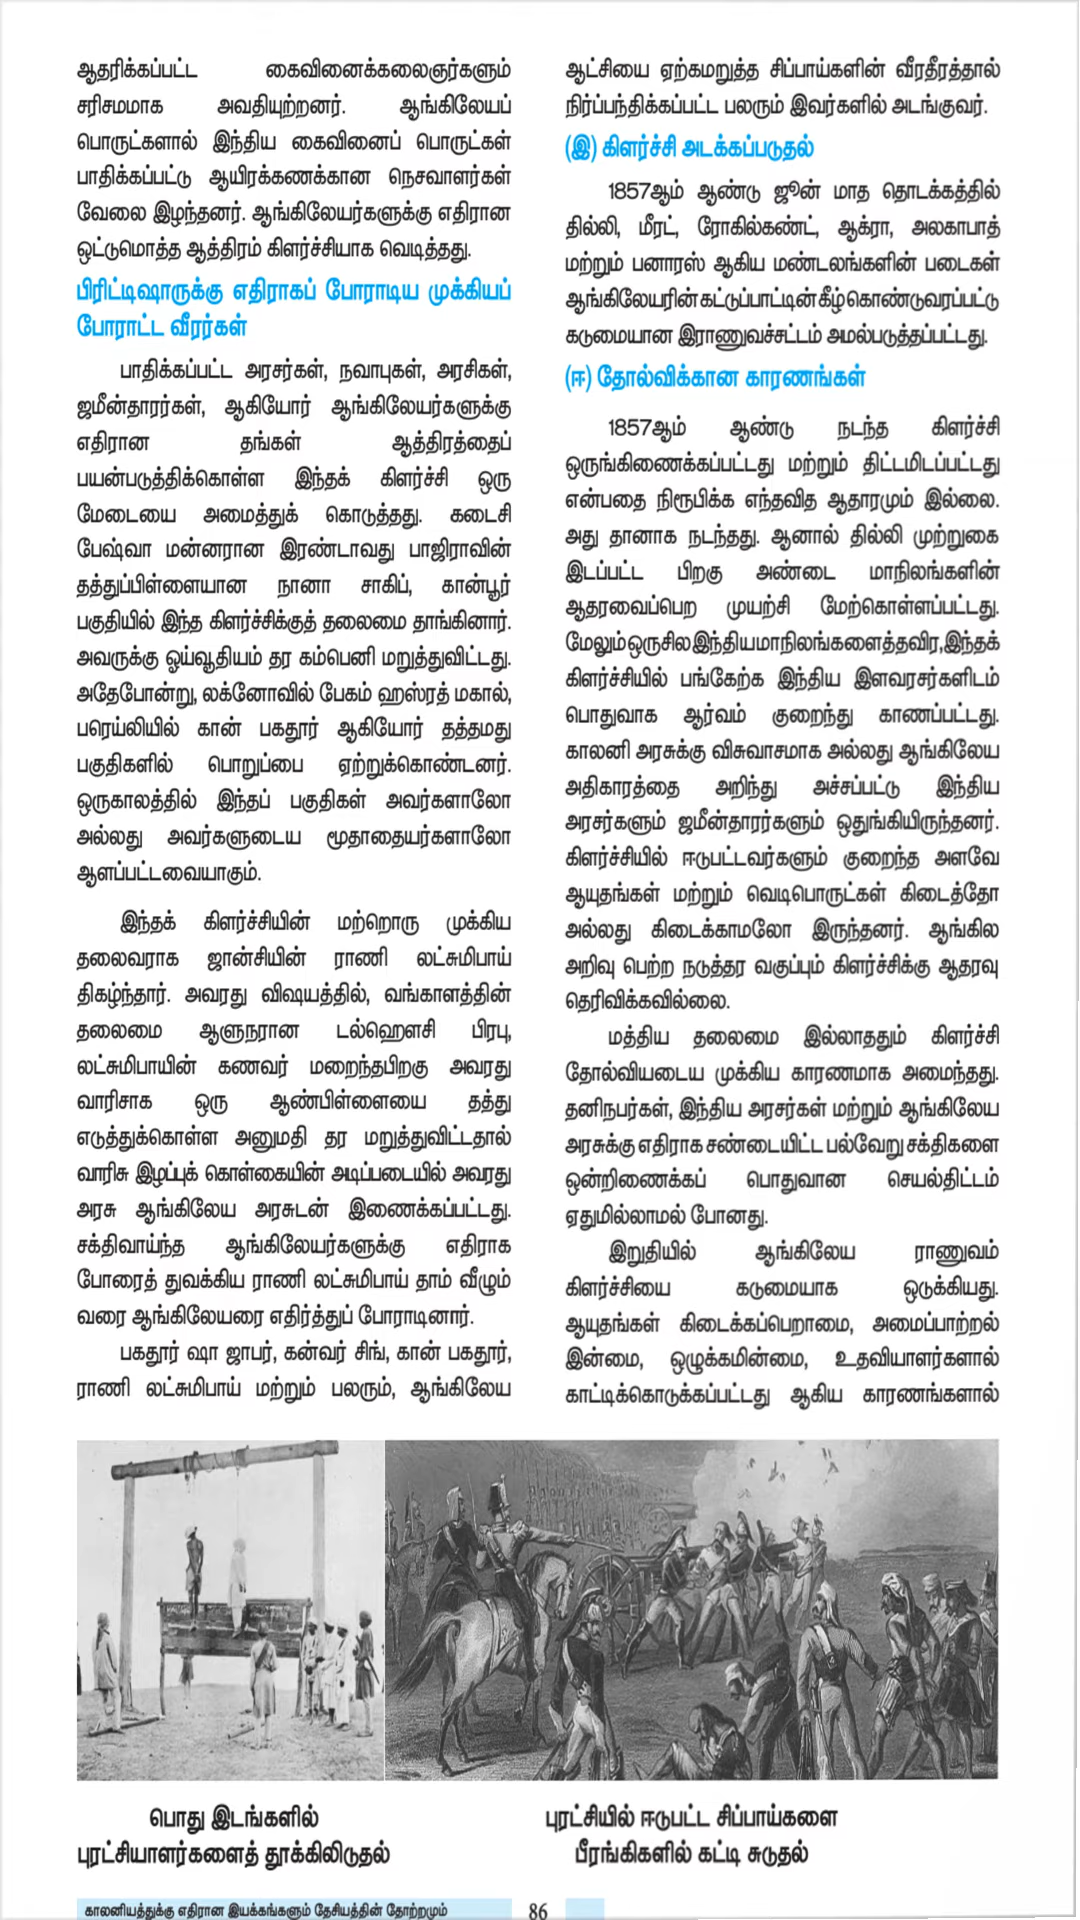 ஆதரிக்கப்பட்ட கைவினைக்கலைஞர்களும்
சரிசமமாக அவதியுற்றனர். ஆங்கிலேயப்
பொருட்களால் இந்திய கைவினைப் பொருட்கள்
பாதிக்கப்பட்டு ஆயிரக்கணக்கான நெசவாளர்கள்
வேலை இழந்தனர். ஆங்கிலேயர்களுக்கு எதிரான
ஒட்டுமொத்த ஆத்திரம் கிளர்ச்சியாக வெடித்தது.
பிரிட்டிஷாருக்கு எதிராகப் போராடிய முக்கியப்
போராட்ட வீரர்கள்
பாதிக்கப்பட்ட அரசர்கள், நவாபுகள், அரசிகள்,
ஜமீன்தாரர்கள், ஆகியோர் ஆங்கிலேயர்களுக்கு
எதிரான தங்கள் ஆத்திரத்தைப்
பயன்படுத்திக்கொள்ள இந்தக் கிளர்ச்சி ஒரு
மேடையை அமைத்துக் கொடுத்தது. கடைசி
பேஷ்வா மன்னரான இரண்டாவது பாஜிராவின்
தத்துப்பிள்ளையான நானா சாகிப், கான்பூர்
பகுதியில் இந்த கிளர்ச்சிக்குத் தலைமை தாங்கினார்.
அவருக்கு ஓய்வூதியம் தர கம்பெனி மறுத்துவிட்டது.
அதேபோன்று, லக்னோவில் பேகம் ஹஸ்ரத் மகால்,
பரெய்லியில் கான் பகதூர் ஆகியோர் தத்தமது
பகுதிகளில் பொறுப்பை ஏற்றுக்கொண்டனர்.
ஒருகாலத்தில் இந்தப் பகுதிகள் அவர்களாலோ
அல்லது அவர்களுடைய மூதாதையர்களாலோ
ஆளப்பட்டவையாகும்.
இந்தக் கிளர்ச்சியின் மற்றொரு முக்கிய
தலைவராக ஜான்சியின் ராணி லட்சுமிபாய்
திகழ்ந்தார். அவரது விஷயத்தில், வங்காளத்தின்
தலைமை ஆளுநரான டல்ஹௌசி பிரபு,
லட்சுமிபாயின் கணவர் மறைந்தபிறகு அவரது
வாரிசாக ஒரு ஆண்பிள்ளையை தத்து
எடுத்துக்கொள்ள அனுமதி தர மறுத்துவிட்டதால்
வாரிசு இழப்புக் கொள்கையின் அடிப்படையில் அவரது
அரசு ஆங்கிலேய அரசுடன் இணைக்கப்பட்டது.
சக்திவாய்ந்த ஆங்கிலேயர்களுக்கு எதிராக
போரைத் துவக்கிய ராணி லட்சுமிபாய் தாம் வீழும்
வரை ஆங்கிலேயரை எதிர்த்துப் போராடினார்.
பகதூர் ஷா ஜாபர், கன்வர் சிங், கான் பகதூர்,
ராணி லட்சுமிபாய் மற்றும் பலரும், ஆங்கிலேய
ஆட்சியை ஏற்கமறுத்த சிப்பாய்களின் வீரதீரத்தால்
நிர்ப்பந்திக்கப்பட்ட பலரும் இவர்களில் அடங்குவர்.
(இ) கிளர்ச்சி அடக்கப்படுதல்
1857ஆம் ஆண்டு ஜூன் மாத தொடக்கத்தில்
தில்லி, மீரட், ரோகில்கண்ட், ஆக்ரா, அலகாபாத்
மற்றும் பனாரஸ் ஆகிய மண்டலங்களின் படைகள்
ஆங்கிலேயரின் கட்டுப்பாட்டின் கீழ் கொண்டுவரப்பட்டு
கடுமையான இராணுவச்சட்டம் அமல்படுத்தப்பட்டது.
(ஈ) தோல்விக்கான காரணங்கள்
1857ஆம் ஆண்டு நடந்த கிளர்ச்சி
ஒருங்கிணைக்கப்பட்டது மற்றும் திட்டமிடப்பட்டது
என்பதை நிரூபிக்க எந்தவித ஆதாரமும் இல்லை.
அது தானாக நடந்தது. ஆனால் தில்லி முற்றுகை
இடப்பட்ட பிறகு அண்டை மாநிலங்களின்
ஆதரவைப்பெற முயற்சி மேற்கொள்ளப்பட்டது.
மேலும் ஒருசில இந்திய மாநிலங்களைத்தவிர, இந்தக்
கிளர்ச்சியில் பங்கேற்க இந்திய இளவரசர்களிடம்
பொதுவாக ஆர்வம் குறைந்து காணப்பட்டது.
காலனி அரசுக்கு விசுவாசமாக அல்லது ஆங்கிலேய
அதிகாரத்தை அறிந்து அச்சப்பட்டு இந்திய
அரசர்களும் ஜமீன்தாரர்களும் ஒதுங்கியிருந்தனர்.
கிளர்ச்சியில் ஈடுபட்டவர்களும் குறைந்த அளவே
ஆயுதங்கள் மற்றும் வெடிபொருட்கள் கிடைத்தோ
அல்லது கிடைக்காமலோ இருந்தனர். ஆங்கில
அறிவு பெற்ற நடுத்தர வகுப்பும் கிளர்ச்சிக்கு ஆதரவு
தெரிவிக்கவில்லை.
மத்திய தலைமை இல்லாததும் கிளர்ச்சி
தோல்வியடைய முக்கிய காரணமாக அமைந்தது.
தனிநபர்கள், இந்திய அரசர்கள் மற்றும் ஆங்கிலேய
அரசுக்கு எதிராக சண்டையிட்ட பல்வேறு சக்திகளை
ஒன்றிணைக்கப் பொதுவான செயல்திட்டம்
ஏதுமில்லாமல் போனது.
இறுதியில் ஆங்கிலேய ராணுவம்
கிளர்ச்சியை கடுமையாக ஒடுக்கியது.
ஆயுதங்கள் கிடைக்கப்பெறாமை, அமைப்பாற்றல்
இன்மை, ஒழுக்கமின்மை, உதவியாளர்களால்
காட்டிக்கொடுக்கப்பட்டது ஆகிய காரணங்களால்
பொது இடங்களில்
புரட்சியாளர்களைத் தூக்கிலிடுதல்
புரட்சியில் ஈடுபட்ட சிப்பாய்களை
பீரங்கிகளில் கட்டி சுடுதல்
காலனியத்துக்கு எதிரான இயக்கங்களும் தேசியத்தின் தோற்றமும்
86